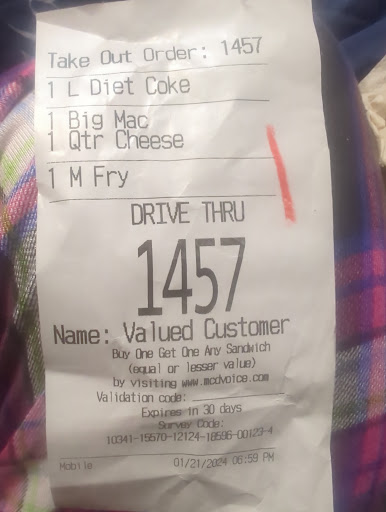 Take Out Order: 1457
1 L Diet Coke
1 Big Mac
1 Qtr Cheese
1 M Fry
DRIVE THRU
1457
Name: Valued Customer
Buy One Get One Any Sandwich
(equal or lesser value)
by visiting www.mcdvoice.com
Validation code:
Expires in 30 days
Survey Code:
10341-15570-12124-18596-00123-4
Mobile 01/21/2024 06:59 PM